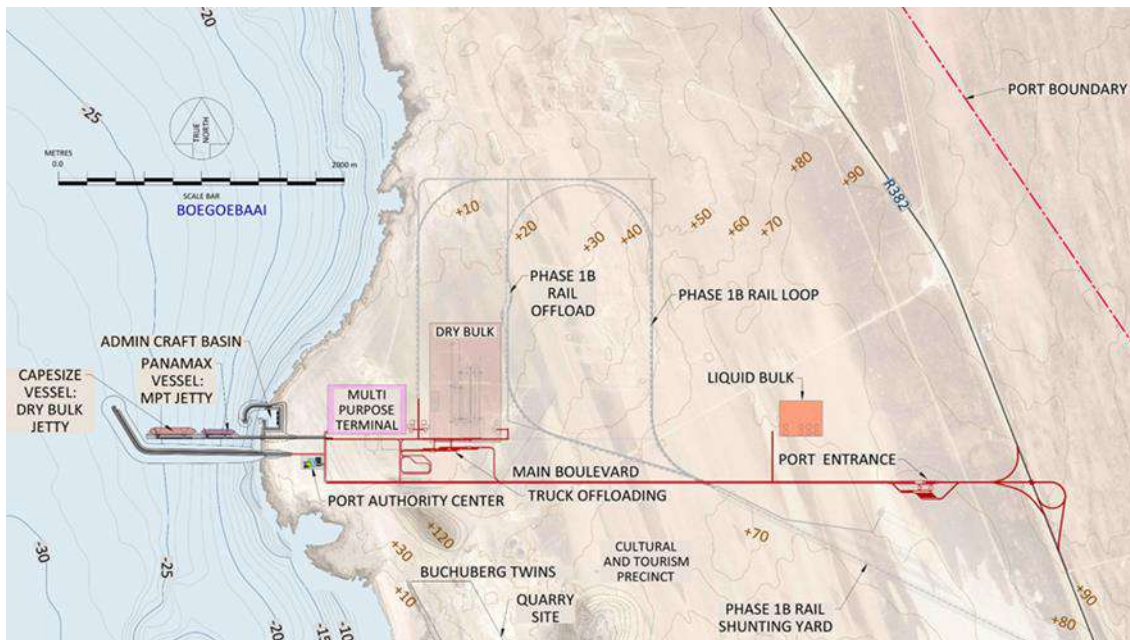 -20
-25
TRUE
NORTH
METRES
0.0
2000 m
SCALE BAR
BOEGOEBAAI
PORT BOUNDARY
+80
+90
R382
+10
+20
+30
+40
+50
+60
+70
PHASE 1B
RAIL
OFFLOAD
PHASE 1B RAIL LOOP
DRY BULK
ADMIN CRAFT BASIN
PANAMAX
VESSEL:
MPT JETTY
CAPESIZE
VESSEL:
DRY BULK
JETTY
MULTI
PURPOSE
TERMINAL
LIQUID BULK
PORT ENTRANCE
MAIN BOULEVARD
TRUCK OFFLOADING
PORT AUTHORITY CENTER
+120
+30
+10
+70
CULTURAL
AND TOURISM
PRECINCT
BUCHUBERG TWINS
QUARRY
SITE
PHASE 1B RAIL
SHUNTING YARD
+90
+80
-30
-25
-20
-15
-10